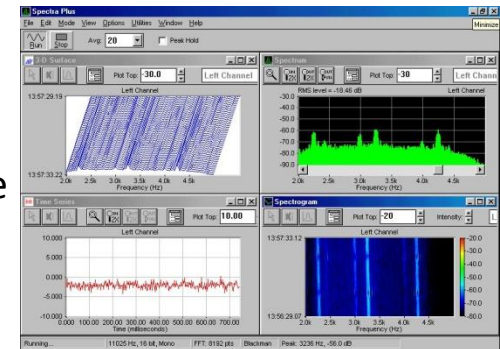 Spectra Plus
File Edit Mode View Options Utilities Window Help
Minimize
Run Stop Avg: 20 Peak Hold
3-D Surface
Plot Top: -30.0 Left Channel
Left Channel
13:57:29.19
13:57:33.22
2.0k 2.5k 3.0k 3.5k 4.0k 4.5k
Frequency (Hz)
Spectrum
Plot Top: -30 Left Chann
RMS level = -18.46 dB Left Channel
-30.0
-40.0
-50.0
-60.0
-70.0
-80.0
-90.0
2.0k 2.5k 3.0k 3.5k 4.0k 4.5k
Frequency (Hz)
e
Time Series
Plot Top: 10.00
Left Channel
10.000
5.000
0.000
-5.000
-10.000
0.000 100.00 200.00 300.00 400.00 500.00 600.00 700.00
Time (milliseconds)
Spectrogram
Plot Top: -20 Intensity: L
Left Channel
13:57:33.12
13:56:29.07
2.0k 2.5k 3.0k 3.5k 4.0k 4.5k
Frequency (Hz)
-20.0
-30.0
-40.0
-50.0
-60.0
-70.0
-80.0
Running... 11025 Hz, 16 bit, Mono FFT: 8192 pts Blackman Peak: 3236 Hz, -58.0 dB